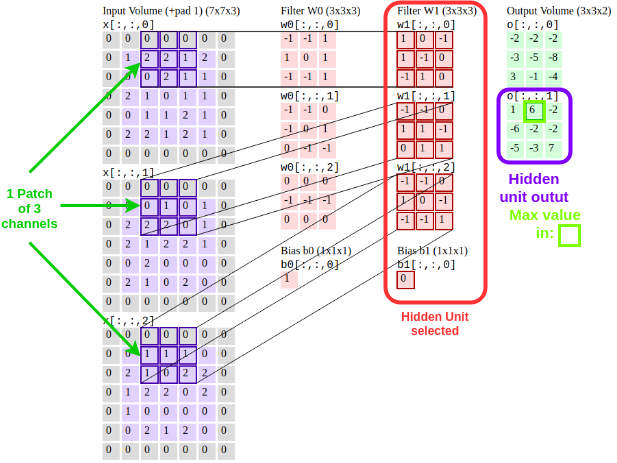 Input Volume (+pad 1) (7x7x3)
x[:,:,0]
0 0 0 0 0 0 0
0 1 2 2 1 2 0
0 0 0 2 1 1 0
0 2 1 0 1 1 0
0 0 1 1 2 1 0
0 2 2 1 2 1 0
0 0 0 0 0 0 0
x[:,:,1]
0 0 0 0 0 0 0
0 0 1 0 1 0
0 2 2 2 0 1 0
0 2 1 2 2 1 0
0 0 2 0 0 0 0
0 2 1 0 2 0 0
0 0 0 0 0 0 0
x[:,:,2]
0 0 0 0 0 0 0
0 0 1 1 1 0 0
0 2 1 0 2 2 0
0 1 2 2 0 2 0
0 1 0 0 0 0 0
0 0 2 1 2 0 0
0 0 0 0 0 0 0
1 Patch
of 3
channels
Filter W0 (3x3x3)
w0[:,:,0]
-1 -1 1
1 0 1
-1 -1 1
w0[:,:,1]
-1 -1 0
-1 0 1
0 -1 -1
w0[:,:,2]
0 0 0
-1 -1 -1
0 0 0
Bias b0 (1x1x1)
b0[:,:,0]
1
Filter W1 (3x3x3)
w1[:,:,0]
1 0 -1
1 -1 0
-1 1 0
w1[:,:,1]
-1 -1 0
1 1 -1
0 1 1
w1[:,:,2]
-1 -1 0
1 0 -1
-1 -1 1
Bias b1 (1x1x1)
b1[:,:,0]
0
Hidden Unit
selected
Output Volume (3x3x2)
o[:,:,0]
-2 -2 -2
-3 -5 -8
3 -1 -4
o[:,:,1]
1 6 -2
-6 -2 -2
-5 -3 7
Hidden
unit outut
Max value
in: